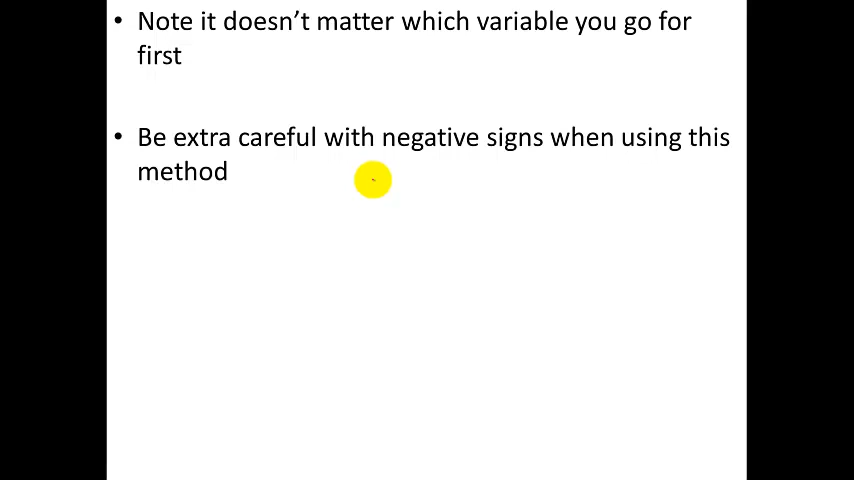 • Note it doesn’t matter which variable you go for
first
• Be extra careful with negative signs when using this
method